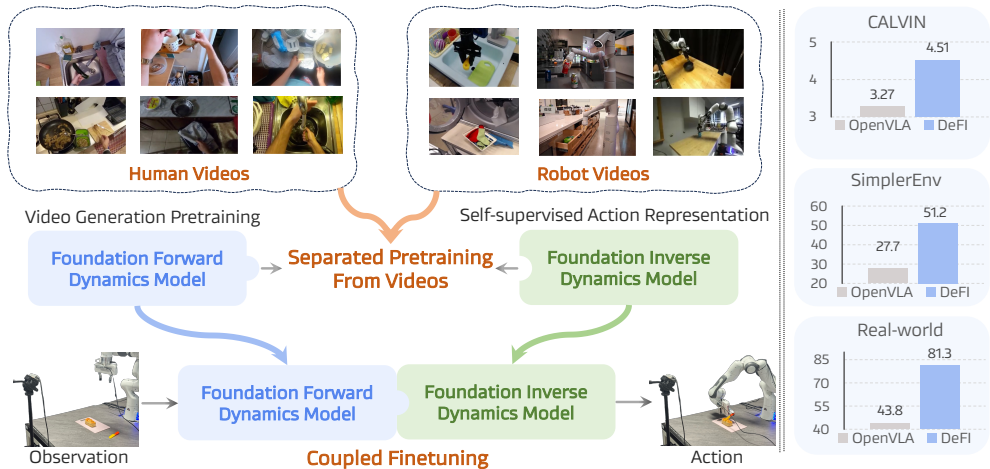 Human Videos
Robot Videos
Video Generation Pretraining
Self-supervised Action Representation
Foundation Forward
Dynamics Model
Separated Pretraining
From Videos
Foundation Inverse
Dynamics Model
Foundation Forward
Dynamics Model
Foundation Inverse
Dynamics Model
Observation
Coupled Finetuning
Action
CALVIN
5
4
3
3.27
4.51
OpenVLA
DeFI
SimplerEnv
60
50
40
30
20
27.7
51.2
OpenVLA
DeFI
Real-world
85
70
55
40
43.8
81.3
OpenVLA
DeFI